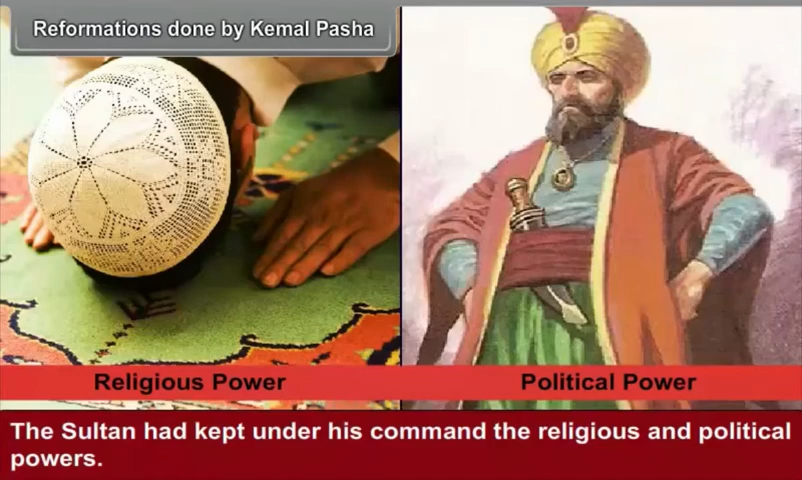 Reformations done by Kemal Pasha
Religious Power
Political Power
The Sultan had kept under his command the religious and political
powers.